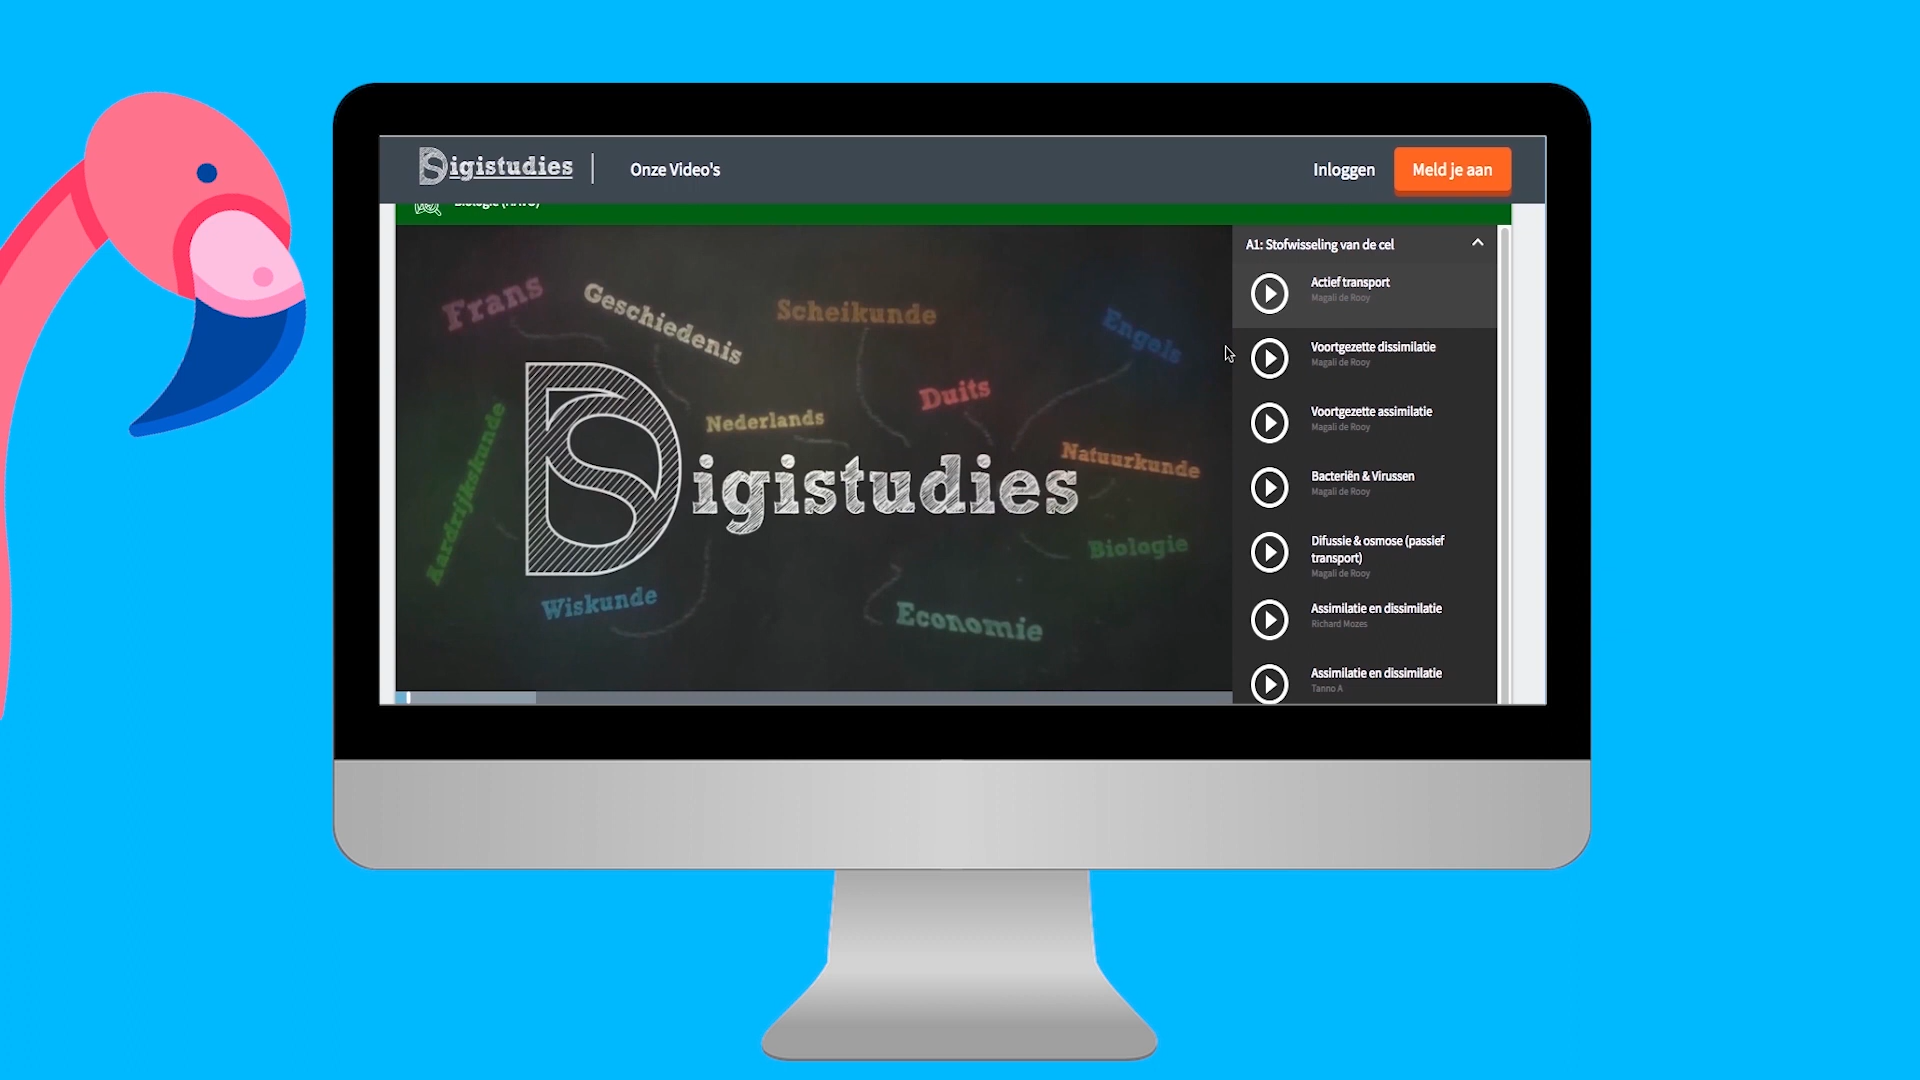 Digistudies
Onze Video's
Inloggen
Meld je aan
A1: Stofwisseling van de cel
Actief transport
Magali de Rooy
Voortgezette dissimilatie
Magali de Rooy
Voortgezette assimilatie
Magali de Rooy
Bacteriën & Virussen
Magali de Rooy
Difussie & osmose (passief
transport)
Magali de Rooy
Assimilatie en dissimilatie
Richard Mozes
Assimilatie en dissimilatie
Tanno A
Frans
Geschiedenis
Scheikunde
Engels
Duits
Nederlands
Aardrijkskunde
Digistudies
Natuurkunde
Biologie
Wiskunde
Economie